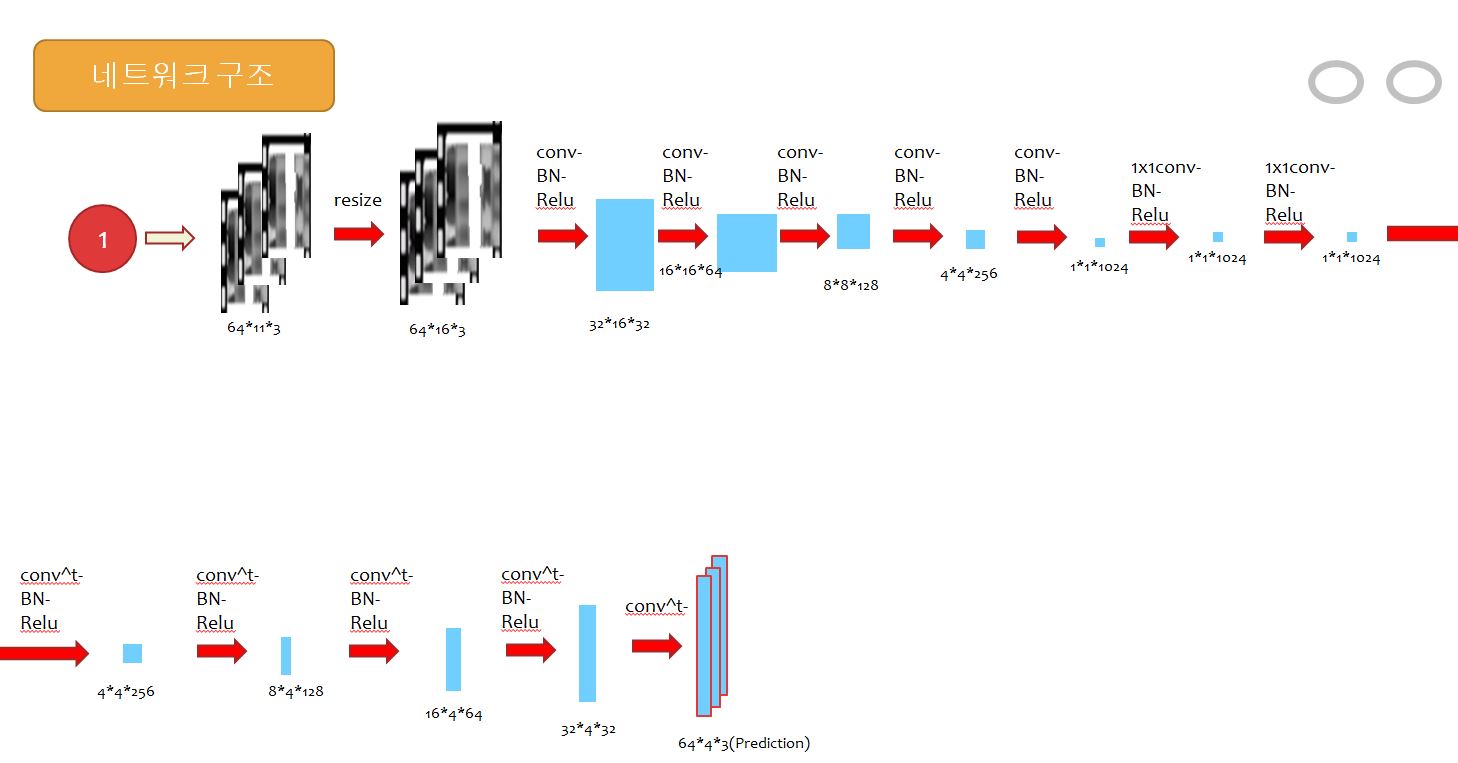 네트워크 구조
1
64*11*3
resize
64*16*3
conv-
BN-
Relu
32*16*32
conv-
BN-
Relu
16*16*64
conv-
BN-
Relu
8*8*128
conv-
BN-
Relu
4*4*256
conv-
BN-
Relu
1*1*1024
1x1conv-
BN-
Relu
1*1*1024
1x1conv-
BN-
Relu
1*1*1024
conv^t-
BN-
Relu
4*4*256
conv^t-
BN-
Relu
8*4*128
conv^t-
BN-
Relu
16*4*64
conv^t-
BN-
Relu
32*4*32
conv^t-
64*4*3(Prediction)